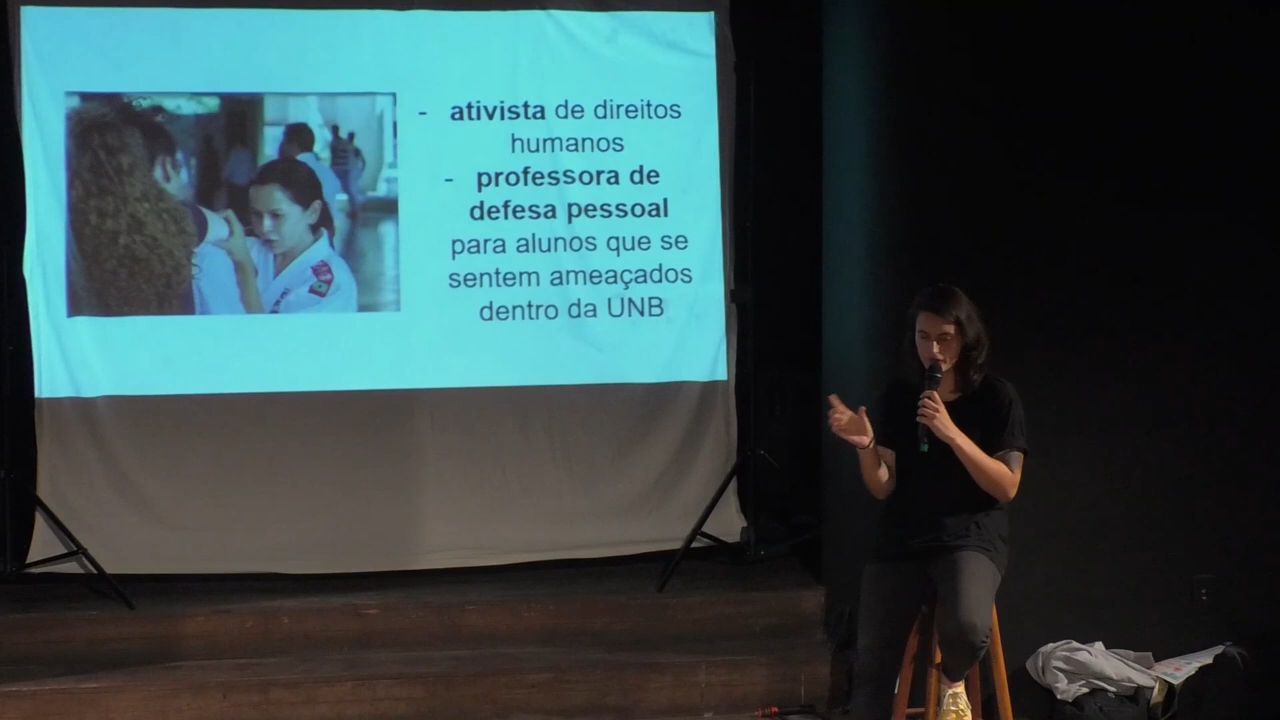 - ativista de direitos
humanos
- professora de
defesa pessoal
para alunos que se
sentem ameaçados
dentro da UNB